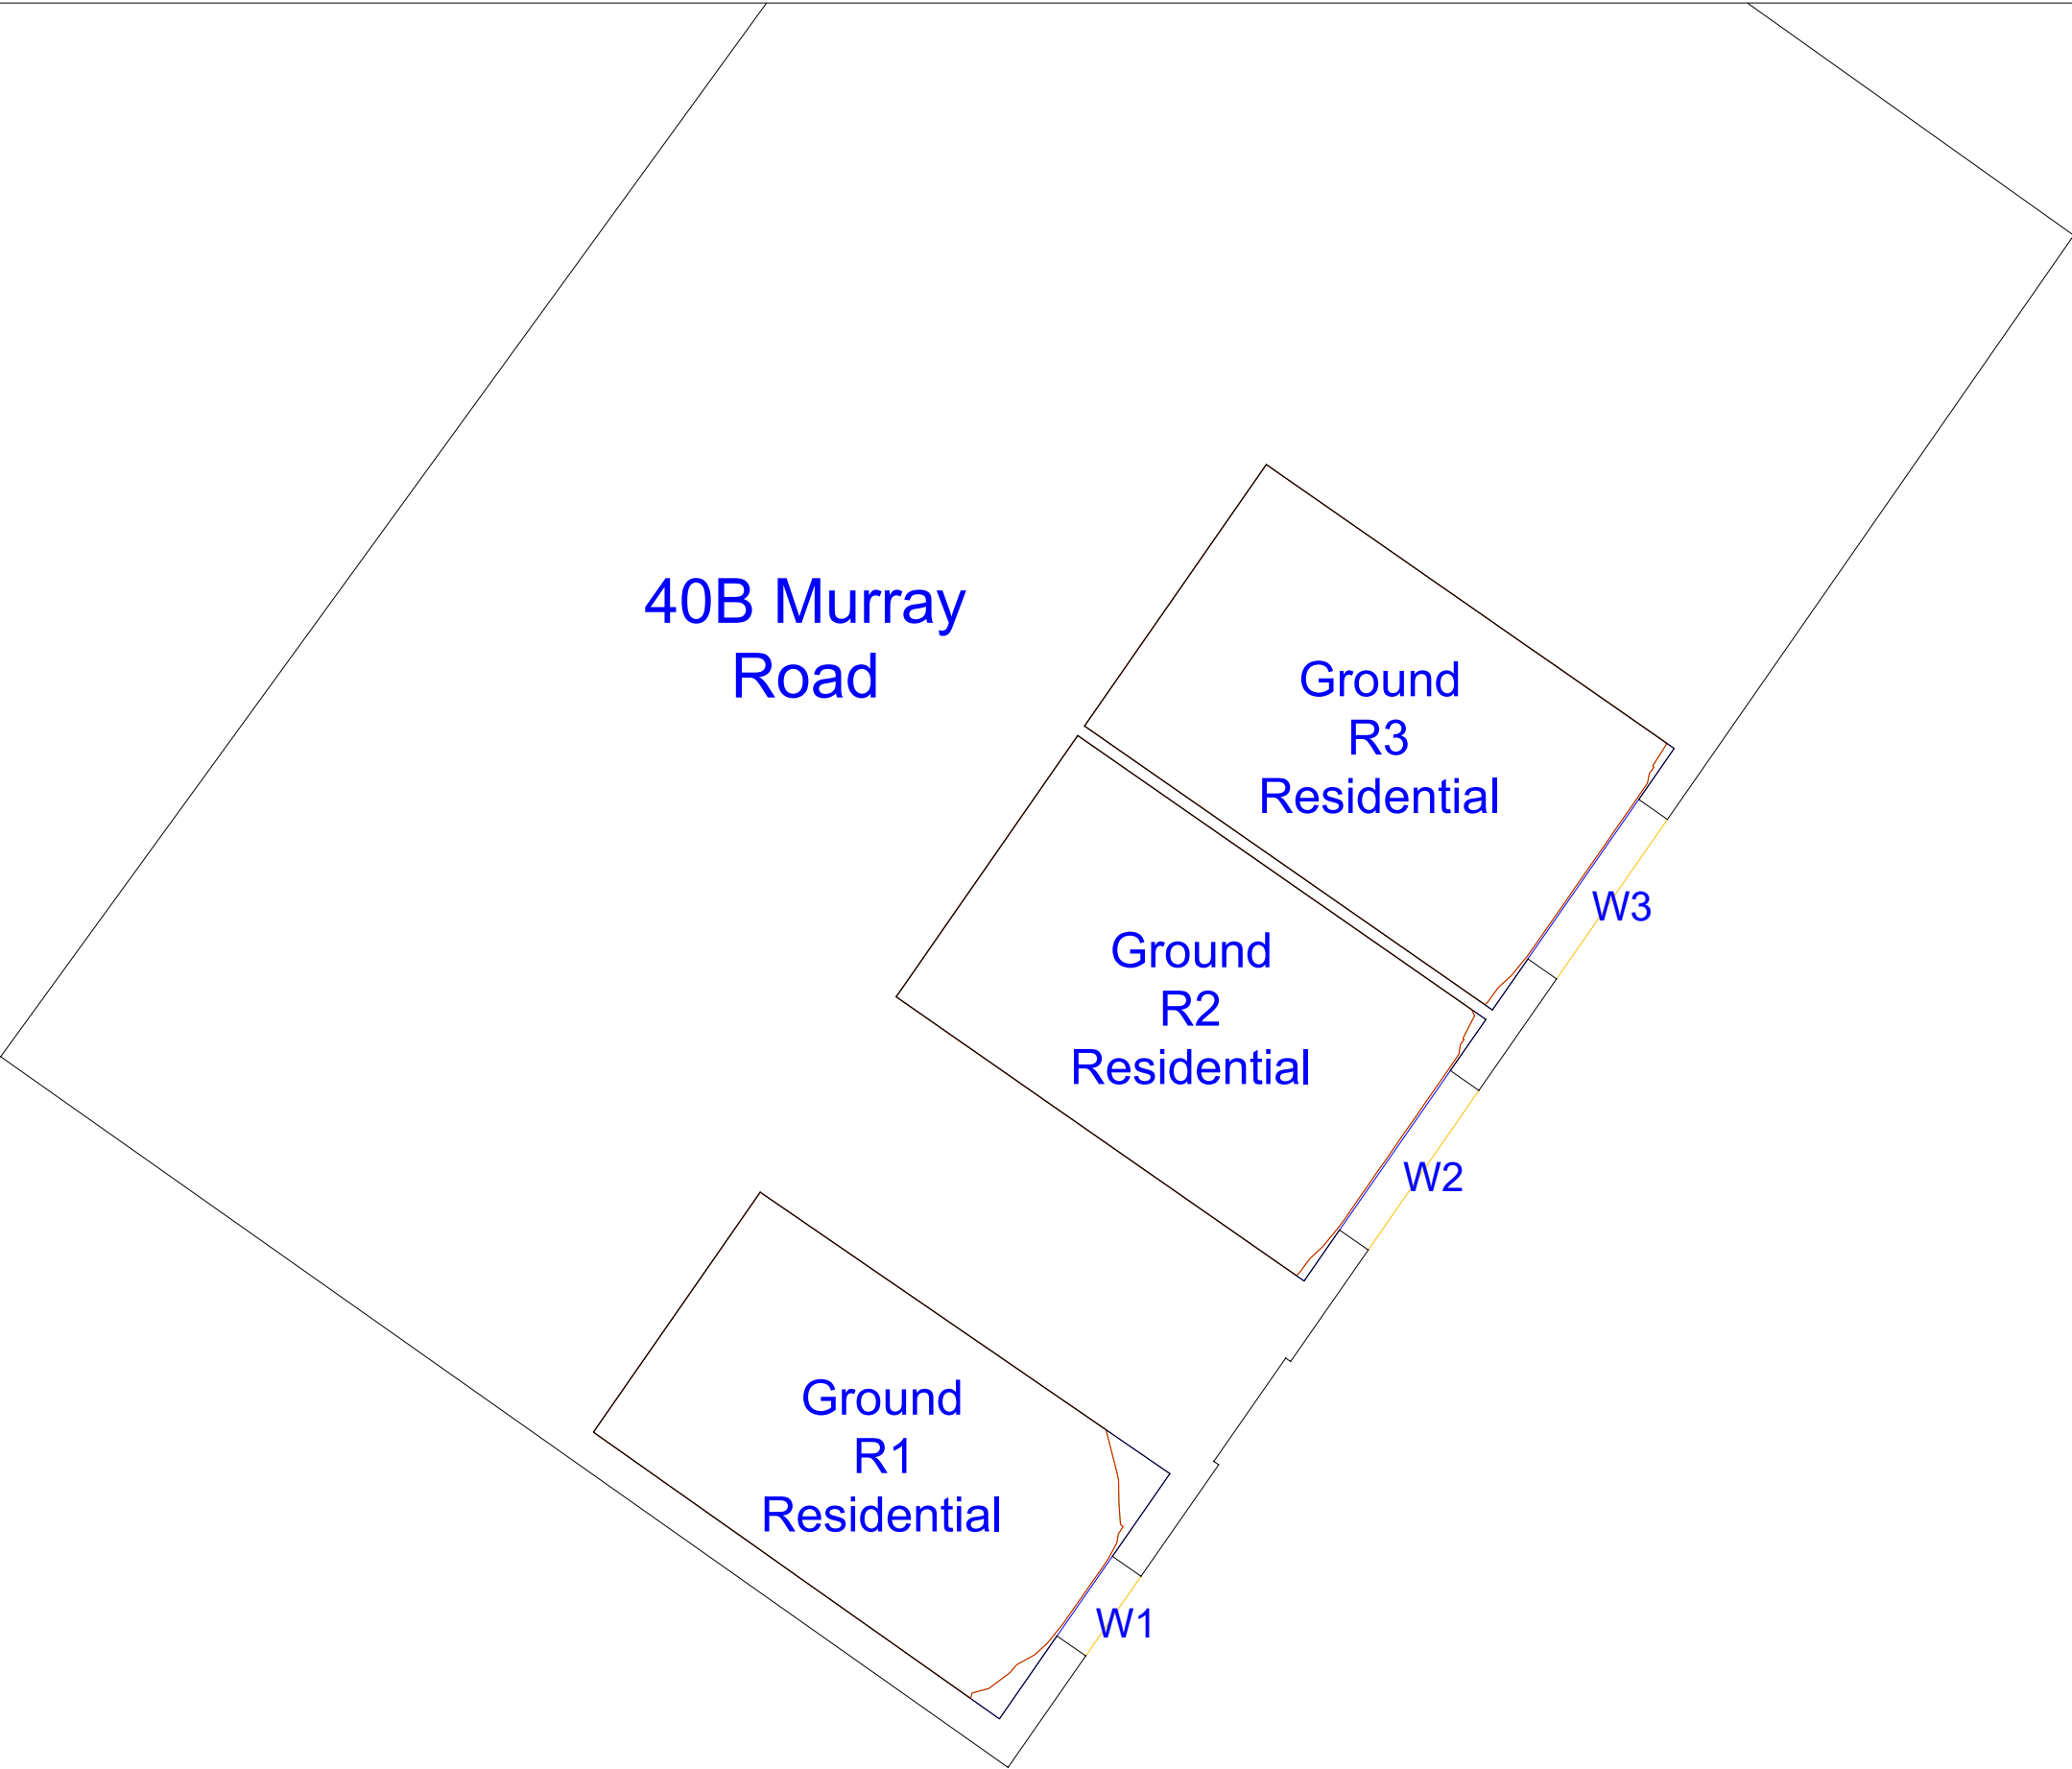 40B Murray
Road
Ground
R3
Residential
W3
Ground
R2
Residential
W2
Ground
R1
Residential
W1